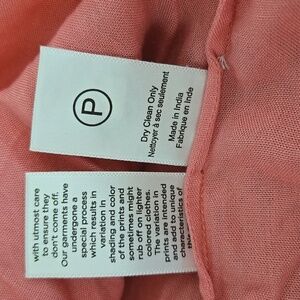 P
Dry Clean Only
Nettoyer à sec seulement
Made in India
Fabriqué en Inde
with utmost care
to ensure they
don't come off.
Our garments have
undergone a
special process
which results in
variation in
shading and color
of the prints and
sometimes might
rub off on lighter
colored clothes.
The variation in
prints are intended
and add to unique
characteristics of